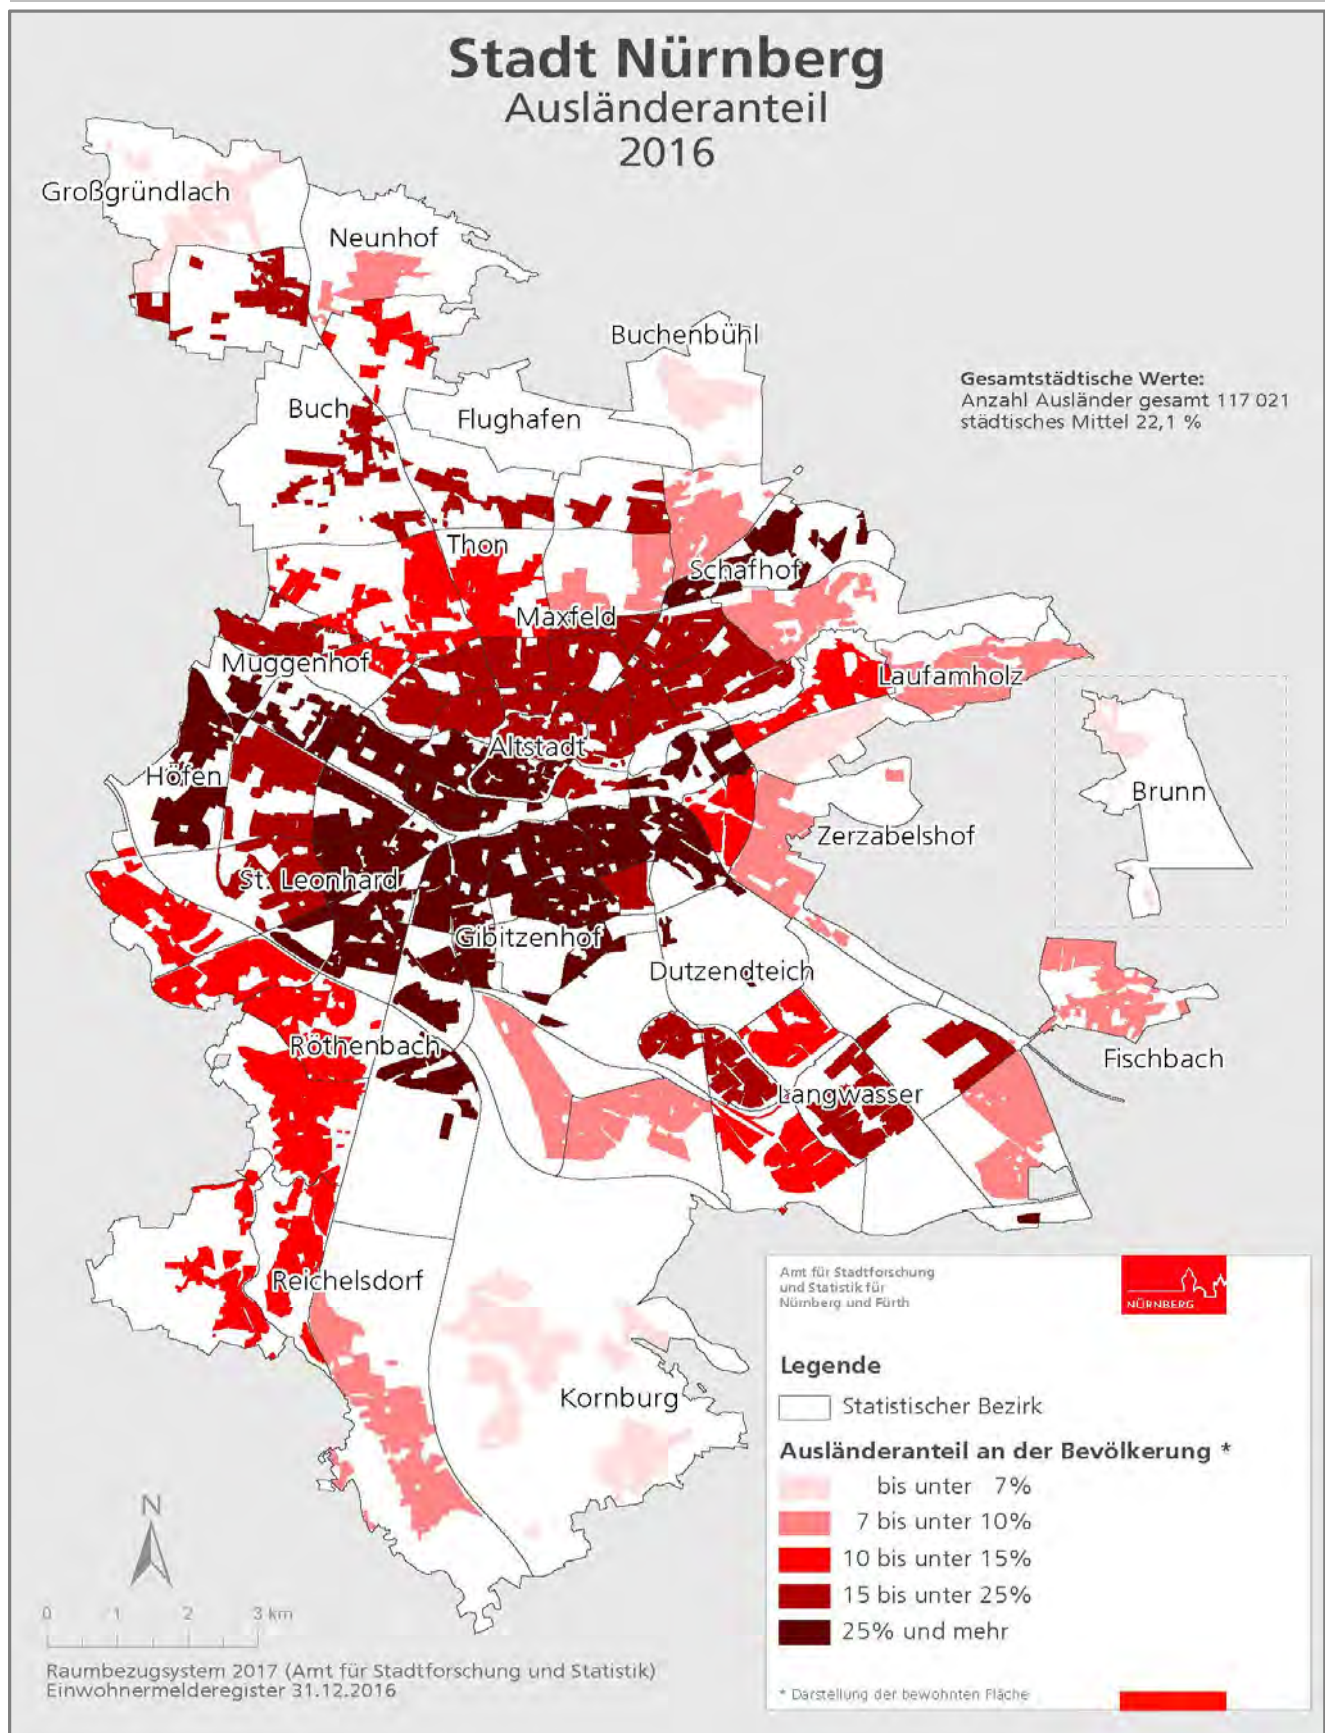 Stadt Nürnberg
Ausländeranteil
2016
Großgründlach
Neunhof
Buchenbühl
Gesamtstädtische Werte:
Anzahl Ausländer gesamt 117 021
städtisches Mittel 22,1 %
Buch
Flughafen
Thon
Schafhof
Maxfeld
Muggenhof
Laufamholz
Altstadt
Höfen
Brunn
Zerzabelshof
St. Leonhard
Gibitzenhof
Dutzendteich
Röthenbach
Fischbach
Langwasser
Reichelsdorf
Kornburg
Amt für Stadtforschung
und Statistik für
Nürnberg und Fürth
NÜRNBERG
Legende
Statistischer Bezirk
Ausländeranteil an der Bevölkerung *
bis unter 7%
7 bis unter 10%
10 bis unter 15%
15 bis unter 25%
25% und mehr
* Darstellung der bewohnten Fläche
N
0 1 2 3 km
Raumbezugsystem 2017 (Amt für Stadtforschung und Statistik)
Einwohnermelderegister 31.12.2016